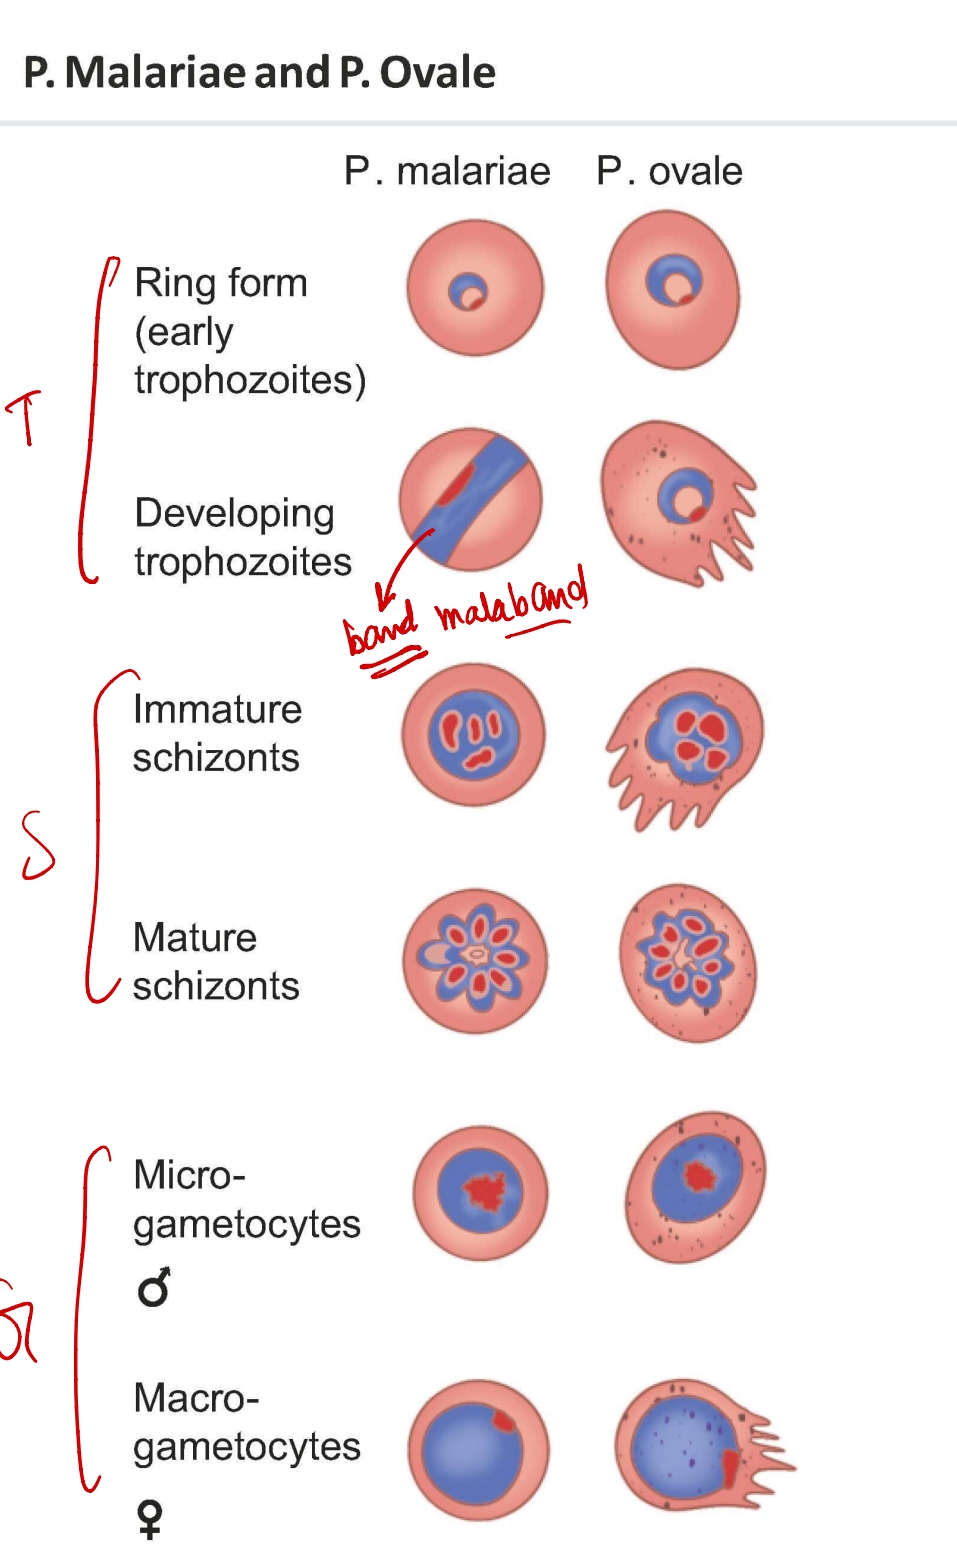 P. Malariae and P. Ovale
P. malariae P. ovale
Ring form
(early
trophozoites)
T
Developing
trophozoites
band malaband
Immature
schizonts
S
Mature
schizonts
Micro-
gametocytes
♂
G
Macro-
gametocytes
♀